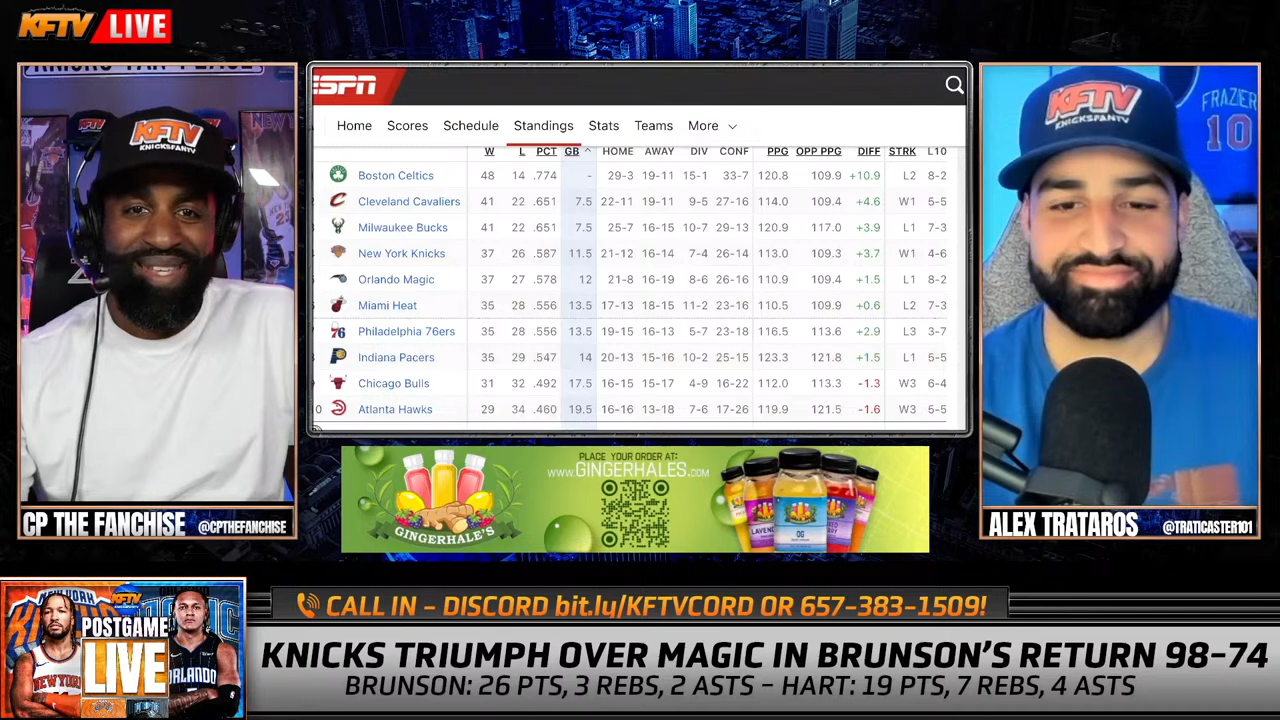 KFTV LIVE
KNICKS FAN PLACE
KFTV
KNICKSFANTV
CP THE FANCHISE @CPTHEFANCHISE
ESPN
Home Scores Schedule Standings Stats Teams More
W L PCT GB HOME AWAY DIV CONF PPG OPP PPG DIFF STRK L10
Boston Celtics 48 14 .774 - 29-3 19-11 15-1 33-7 120.8 109.9 +10.9 L2 8-2
Cleveland Cavaliers 41 22 .651 7.5 22-11 19-11 9-5 27-16 114.0 109.4 +4.6 W1 5-5
Milwaukee Bucks 41 22 .651 7.5 25-7 16-15 10-7 29-13 120.9 117.0 +3.9 L1 7-3
New York Knicks 37 26 .587 11.5 21-12 16-14 7-4 26-14 113.0 109.3 +3.7 W1 4-6
Orlando Magic 37 27 .578 12 21-8 16-19 8-6 26-16 110.9 109.4 +1.5 L1 8-2
Miami Heat 35 28 .556 13.5 17-13 18-15 11-2 23-16 110.5 109.9 +0.6 L2 7-3
76 Philadelphia 76ers 35 28 .556 13.5 19-15 16-13 5-7 23-18 116.5 113.6 +2.9 L3 3-7
Indiana Pacers 35 29 .547 14 20-13 15-16 10-2 25-15 123.3 121.8 +1.5 L1 5-5
Chicago Bulls 31 32 .492 17.5 16-15 15-17 4-9 16-22 112.0 113.3 -1.3 W3 6-4
0 Atlanta Hawks 29 34 .460 19.5 16-16 13-18 7-6 17-26 119.9 121.5 -1.6 W3 5-5
FRAZIER
10
KFTV
KNICKSFANTV
ALEX TRATAROS @TRATICASTER101
GINGERHALE'S
PLACE YOUR ORDER AT:
WWW.GINGERHALES.COM
OG
KFTV
POSTGAME
LIVE
NEW YORK
ORLANDO
CALL IN – DISCORD bit.ly/KFTVCORD OR 657-383-1509!
KNICKS TRIUMPH OVER MAGIC IN BRUNSON'S RETURN 98-74
BRUNSON: 26 PTS, 3 REBS, 2 ASTS – HART: 19 PTS, 7 REBS, 4 ASTS